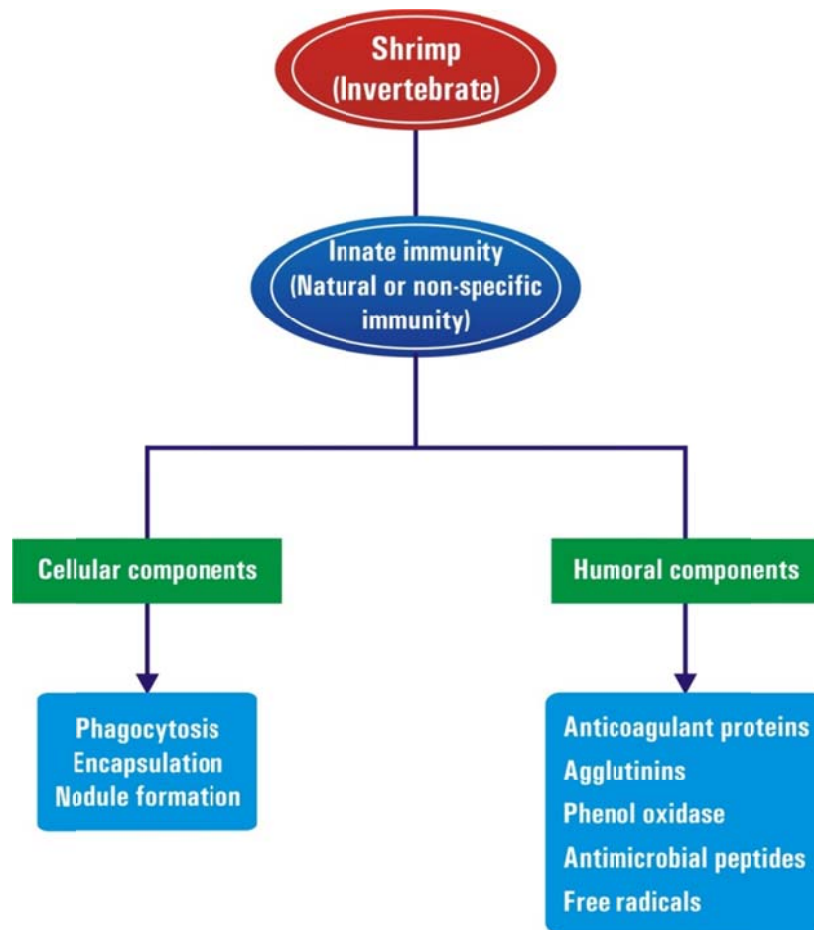 Shrimp
(Invertebrate)
Innate immunity
(Natural or non-specific
immunity)
Cellular components
Humoral components
Phagocytosis
Encapsulation
Nodule formation
Anticoagulant proteins
Agglutinins
Phenol oxidase
Antimicrobial peptides
Free radicals